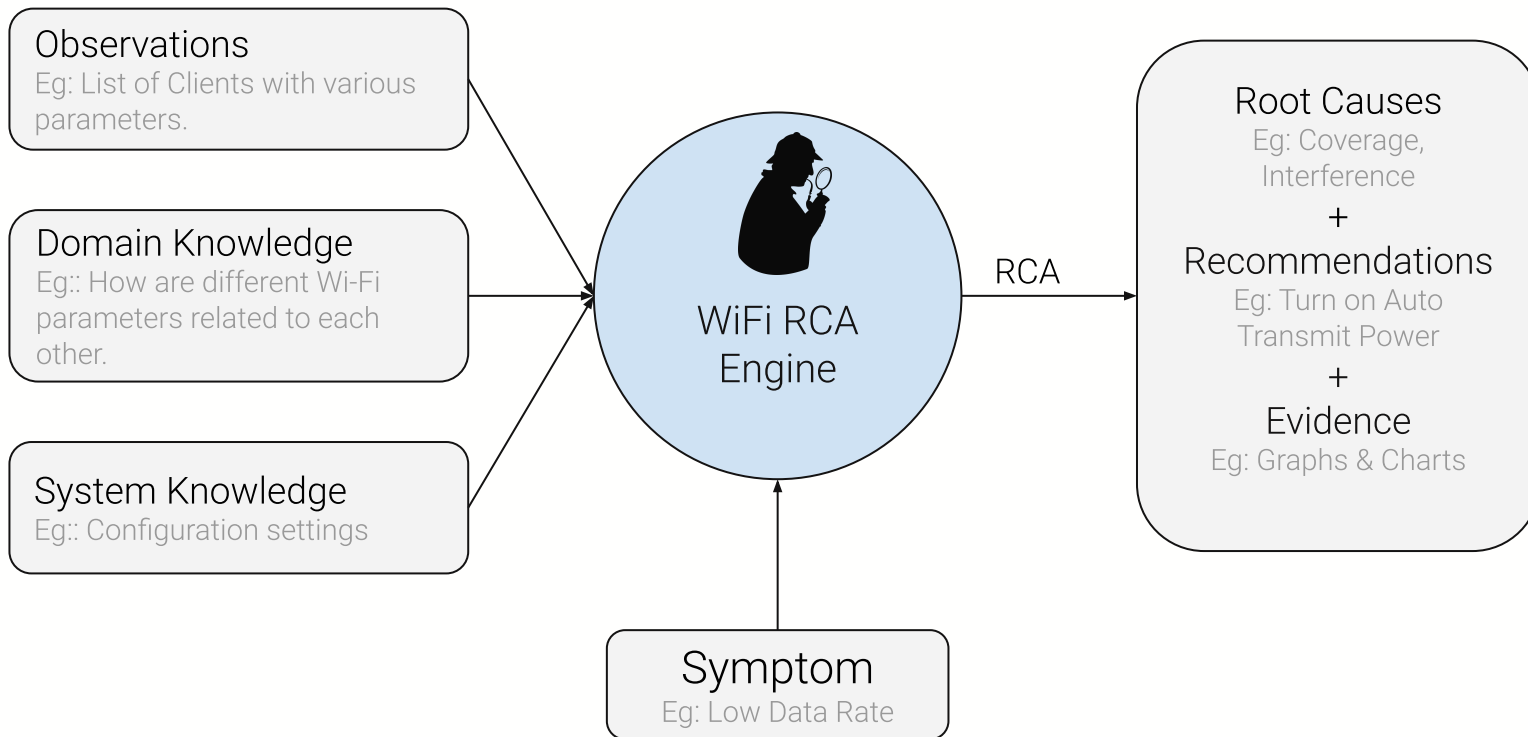 Observations
Eg: List of Clients with various
parameters.
Domain Knowledge
Eg:: How are different Wi-Fi
parameters related to each
other.
System Knowledge
Eg:: Configuration settings
WiFi RCA
Engine
Symptom
Eg: Low Data Rate
RCA
Root Causes
Eg: Coverage,
Interference
+
Recommendations
Eg: Turn on Auto
Transmit Power
+
Evidence
Eg: Graphs & Charts